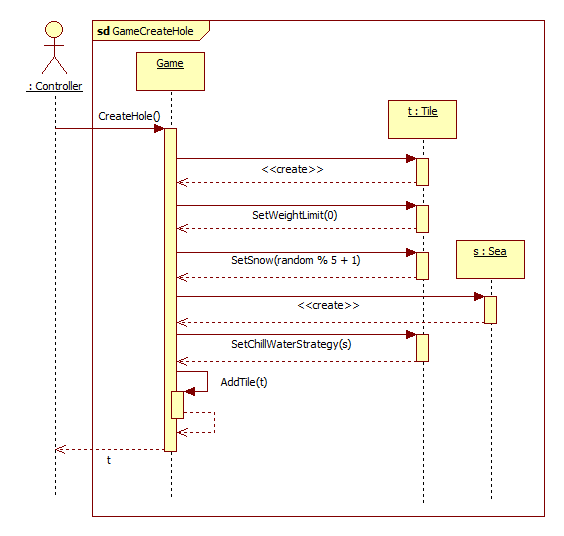 sd GameCreateHole
: Controller
Game
CreateHole()
t : Tile
<<create>>
SetWeightLimit(0)
SetSnow(random % 5 + 1)
s : Sea
<<create>>
SetChillWaterStrategy(s)
AddTile(t)
t